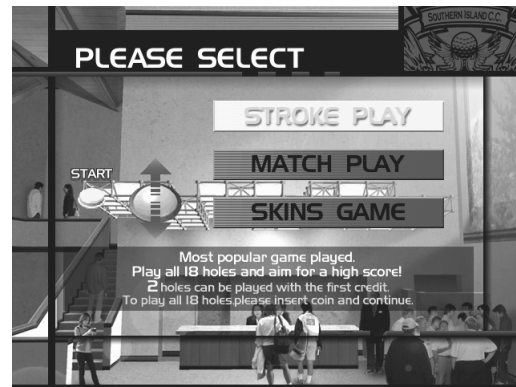 SOUTHERN ISLAND C.C.
PLEASE SELECT
STROKE PLAY
MATCH PLAY
START
SKINS GAME
Most popular game played.
Play all 18 holes and aim for a high score!
2 holes can be played with the first credit.
To play all 18 holes,please insert coin and continue.